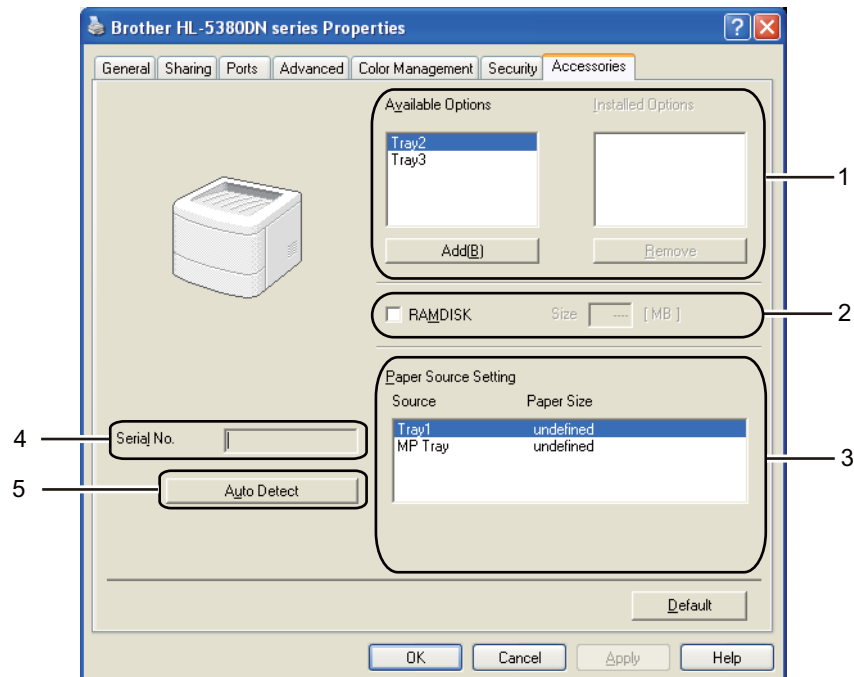 Brother HL-5380DN series Properties
General Sharing Ports Advanced Color Management Security Accessories
Available Options Installed Options
Tray2
Tray3
1
Add(B) Remove
RAMDISK Size ---- [ MB ]
2
Paper Source Setting
Source Paper Size
Tray1 undefined
MP Tray undefined
3
4
Serial No.
5
Auto Detect
Default
OK Cancel Apply Help